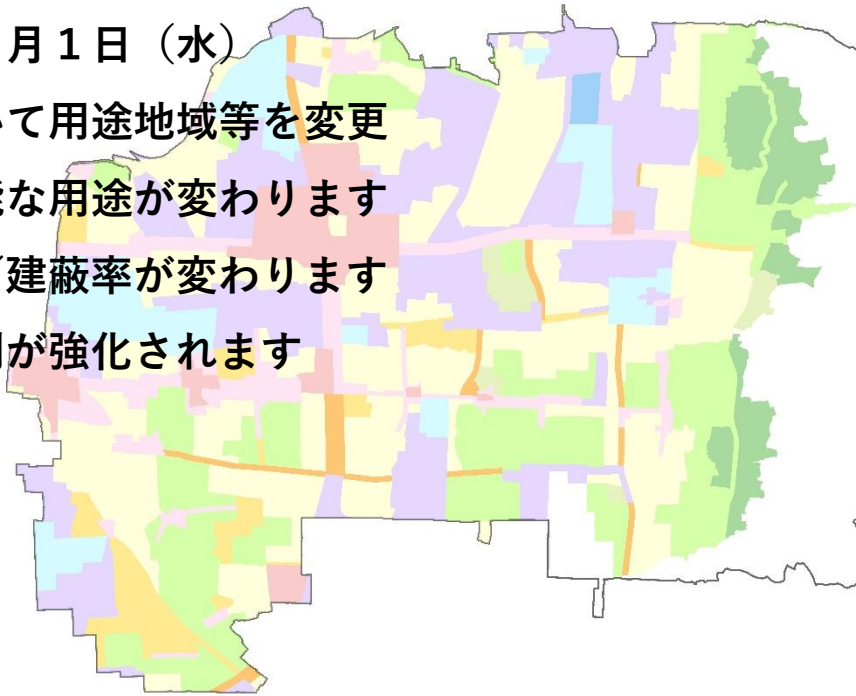 月１日（水）
いて用途地域等を変更
能な用途が変わります
建蔽率が変わります
が強化されます